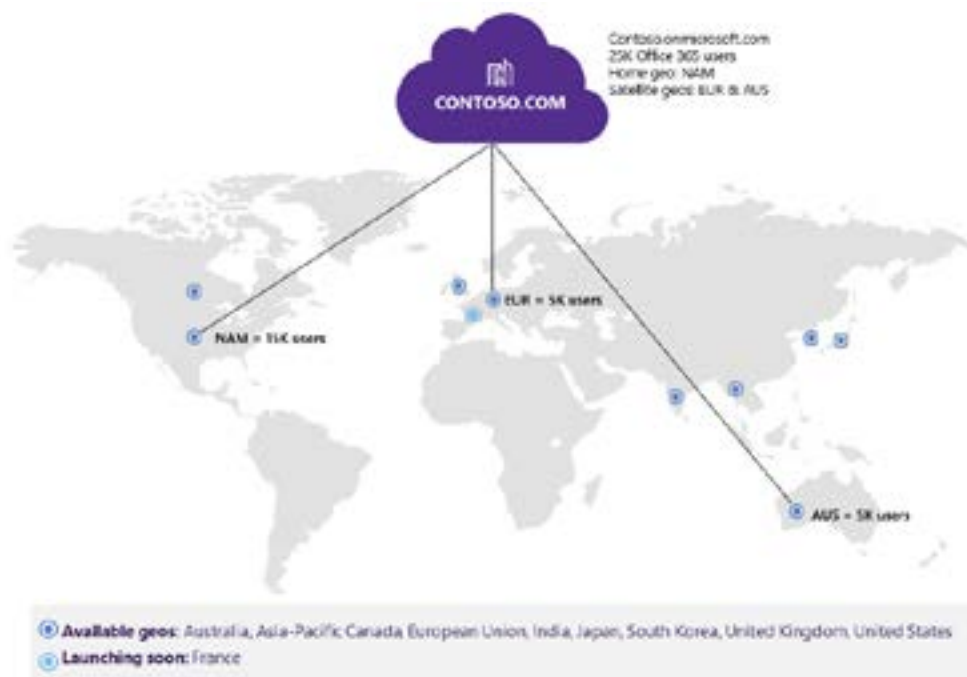 Contoso.onmicrosoft.com
25K Office 365 users
Home geo: NAM
Satellite geos: EUR & AUS
CONTOSO.COM
EUR = 5K users
NAM = 15K users
AUS = 5K users
Available geos: Australia, Asia-Pacific Canada, European Union, India, Japan, South Korea, United Kingdom, United States
Launching soon: France